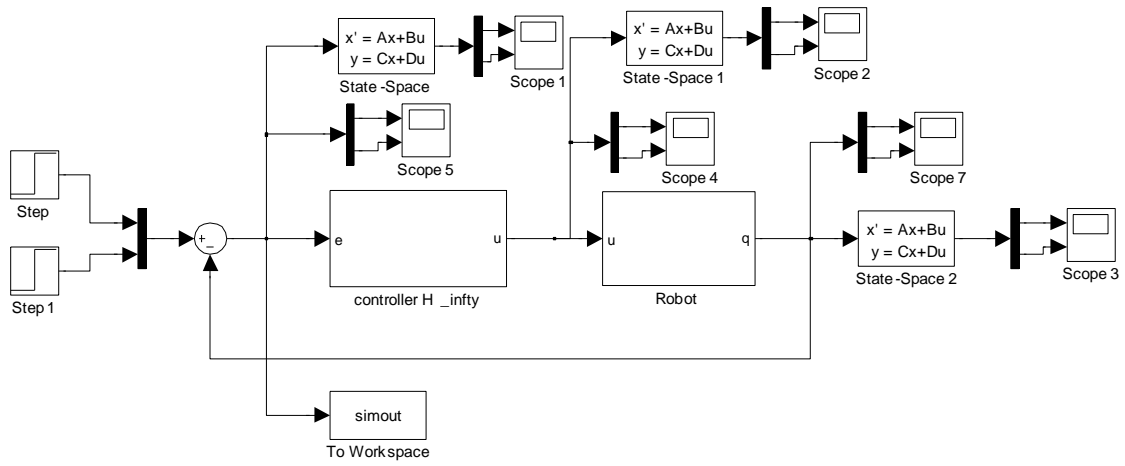 x' = Ax+Bu
y = Cx+Du
State -Space
Scope 1
x' = Ax+Bu
y = Cx+Du
State -Space 1
Scope 2
Scope 5
Scope 4
Scope 7
Step
Step 1
+
_
e
u
controller H _infty
u
q
Robot
x' = Ax+Bu
y = Cx+Du
State -Space 2
Scope 3
simout
To Workspace